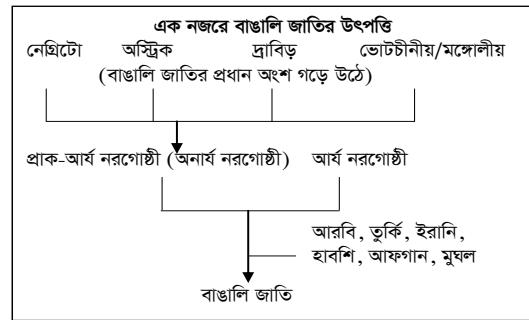 এক নজরে বাঙালি জাতির উৎপত্তি
নেগ্রিটো অস্ট্রিক দ্রাবিড় ভোটচীনীয়/মঙ্গোলীয়
(বাঙালি জাতির প্রধান অংশ গড়ে উঠে)
প্রাক-আর্য নরগোষ্ঠী (অনার্য নরগোষ্ঠী) আর্য নরগোষ্ঠী
আরবি, তুর্কি, ইরানি,
হাবশি, আফগান, মুঘল
বাঙালি জাতি